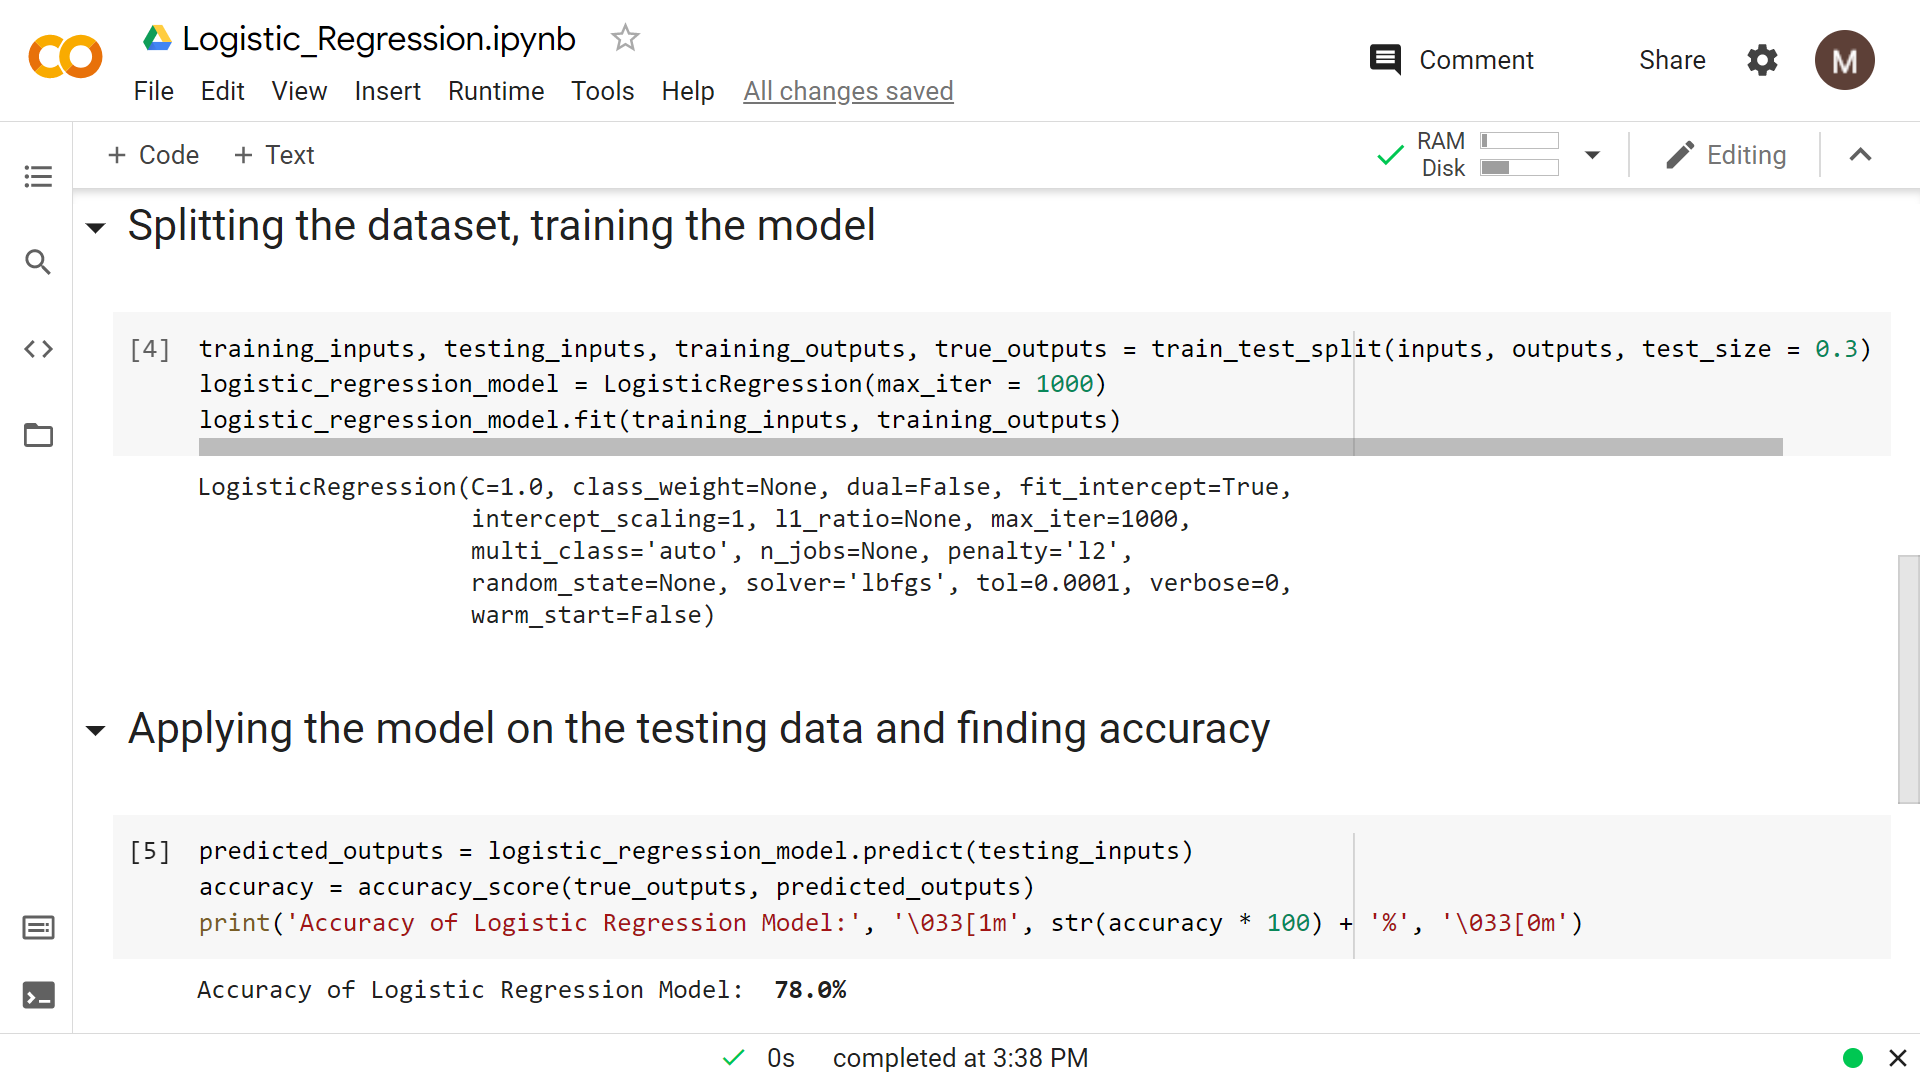 Logistic_Regression.ipynb
File Edit View Insert Runtime Tools Help All changes saved
Comment Share M
+ Code + Text
RAM
Disk
Editing
Splitting the dataset, training the model
[4] training_inputs, testing_inputs, training_outputs, true_outputs = train_test_split(inputs, outputs, test_size = 0.3)
logistic_regression_model = LogisticRegression(max_iter = 1000)
logistic_regression_model.fit(training_inputs, training_outputs)
LogisticRegression(C=1.0, class_weight=None, dual=False, fit_intercept=True,
intercept_scaling=1, l1_ratio=None, max_iter=1000,
multi_class='auto', n_jobs=None, penalty='l2',
random_state=None, solver='lbfgs', tol=0.0001, verbose=0,
warm_start=False)
Applying the model on the testing data and finding accuracy
[5] predicted_outputs = logistic_regression_model.predict(testing_inputs)
accuracy = accuracy_score(true_outputs, predicted_outputs)
print('Accuracy of Logistic Regression Model:', '\033[1m', str(accuracy * 100) + '%', '\033[0m')
Accuracy of Logistic Regression Model: 78.0%
0s completed at 3:38 PM